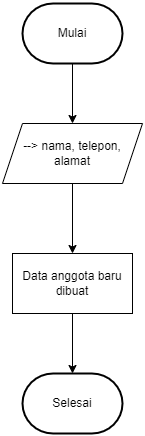 Mulai
--> nama, telepon,
alamat
Data anggota baru
dibuat
Selesai